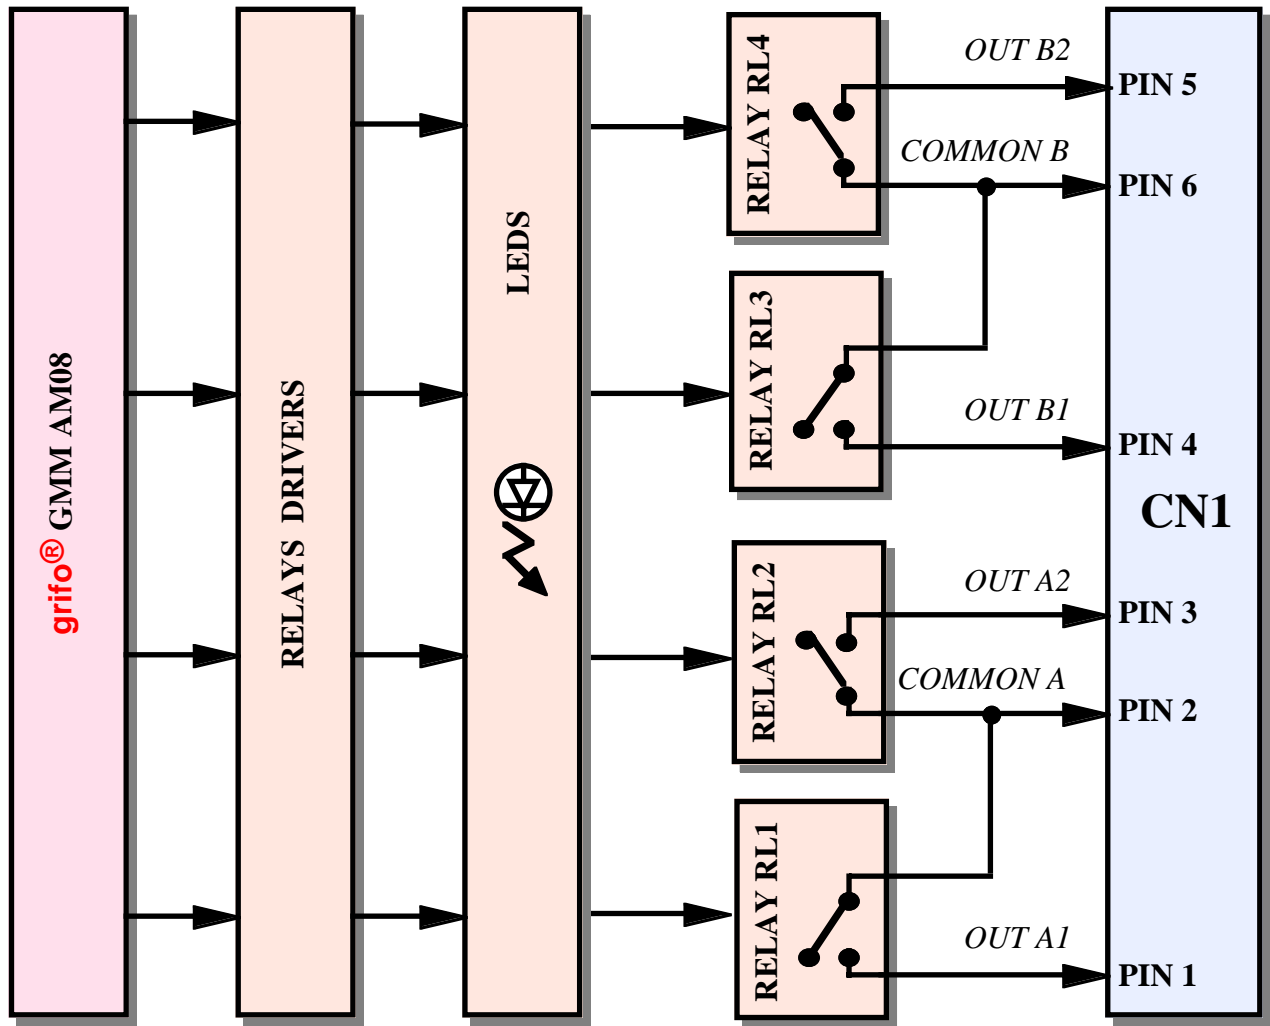 grifo® GMM AM08
RELAYS DRIVERS
LEDS
RELAY RL4
OUT B2
PIN 5
COMMON B
PIN 6
RELAY RL3
OUT B1
PIN 4
CN1
RELAY RL2
OUT A2
PIN 3
COMMON A
PIN 2
RELAY RL1
OUT A1
PIN 1